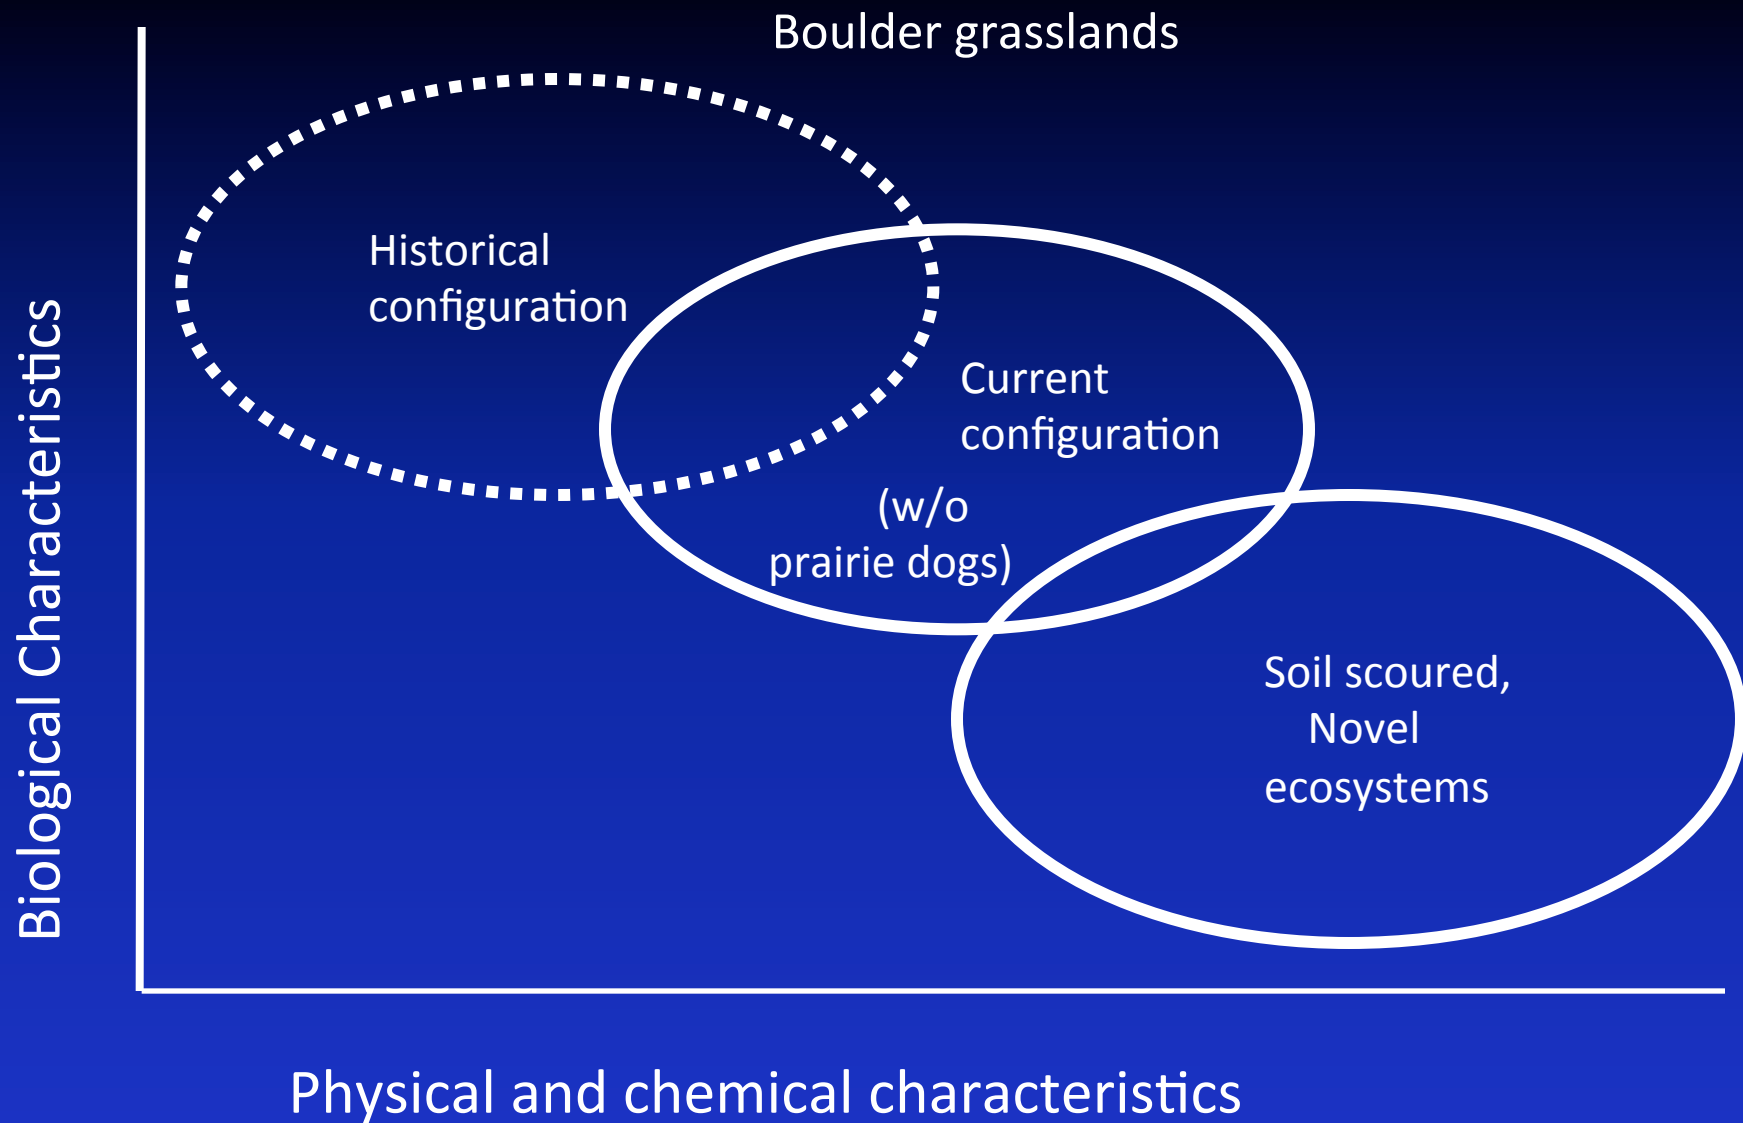 Boulder grasslands
Historical
configuration
Current
configuration
(w/o
prairie dogs)
Soil scoured,
Novel
ecosystems
Biological Characteristics
Physical and chemical characteristics